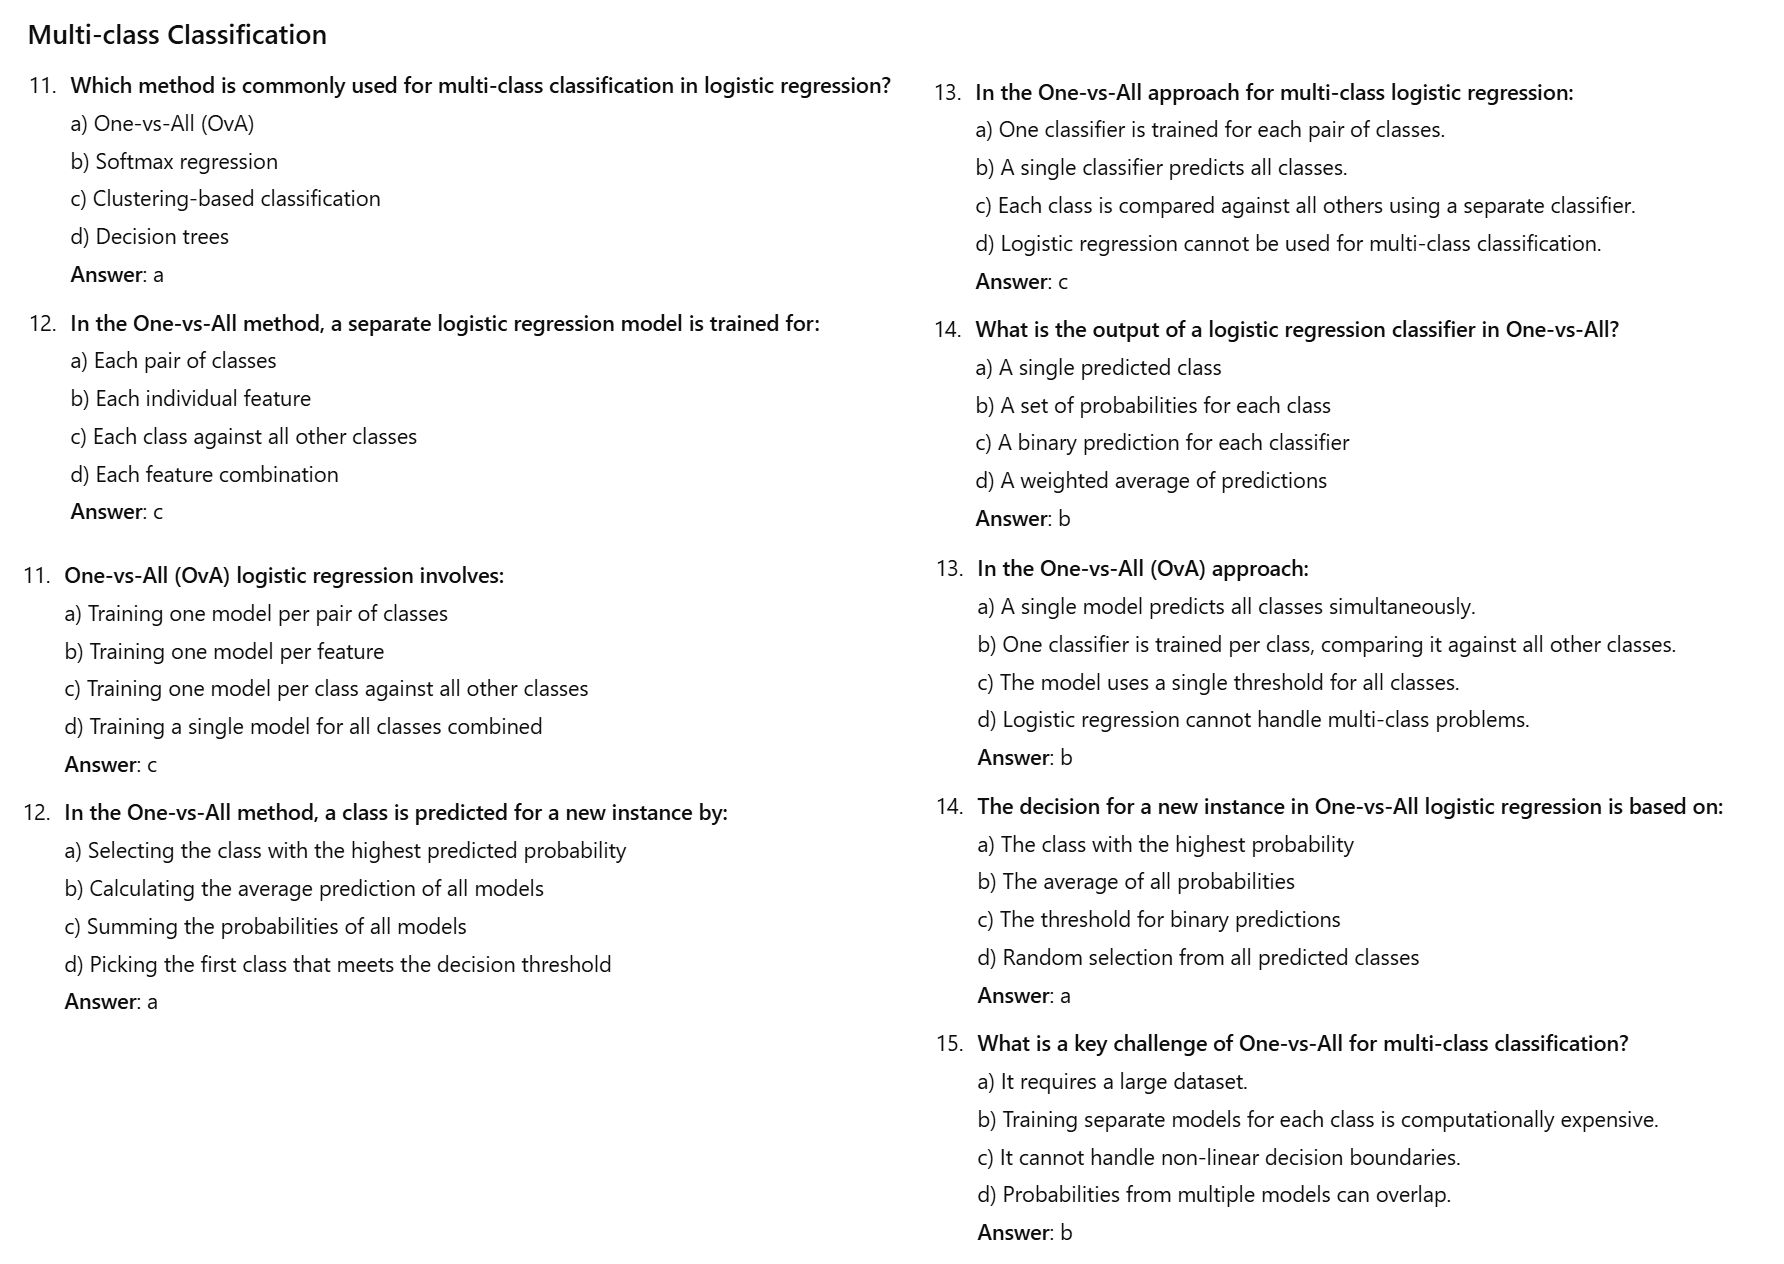 Multi-class Classification
11. Which method is commonly used for multi-class classification in logistic regression?
a) One-vs-All (OvA)
b) Softmax regression
c) Clustering-based classification
d) Decision trees
Answer: a
12. In the One-vs-All method, a separate logistic regression model is trained for:
a) Each pair of classes
b) Each individual feature
c) Each class against all other classes
d) Each feature combination
Answer: c
11. One-vs-All (OvA) logistic regression involves:
a) Training one model per pair of classes
b) Training one model per feature
c) Training one model per class against all other classes
d) Training a single model for all classes combined
Answer: c
12. In the One-vs-All method, a class is predicted for a new instance by:
a) Selecting the class with the highest predicted probability
b) Calculating the average prediction of all models
c) Summing the probabilities of all models
d) Picking the first class that meets the decision threshold
Answer: a
13. In the One-vs-All approach for multi-class logistic regression:
a) One classifier is trained for each pair of classes.
b) A single classifier predicts all classes.
c) Each class is compared against all others using a separate classifier.
d) Logistic regression cannot be used for multi-class classification.
Answer: c
14. What is the output of a logistic regression classifier in One-vs-All?
a) A single predicted class
b) A set of probabilities for each class
c) A binary prediction for each classifier
d) A weighted average of predictions
Answer: b
13. In the One-vs-All (OvA) approach:
a) A single model predicts all classes simultaneously.
b) One classifier is trained per class, comparing it against all other classes.
c) The model uses a single threshold for all classes.
d) Logistic regression cannot handle multi-class problems.
Answer: b
14. The decision for a new instance in One-vs-All logistic regression is based on:
a) The class with the highest probability
b) The average of all probabilities
c) The threshold for binary predictions
d) Random selection from all predicted classes
Answer: a
15. What is a key challenge of One-vs-All for multi-class classification?
a) It requires a large dataset.
b) Training separate models for each class is computationally expensive.
c) It cannot handle non-linear decision boundaries.
d) Probabilities from multiple models can overlap.
Answer: b